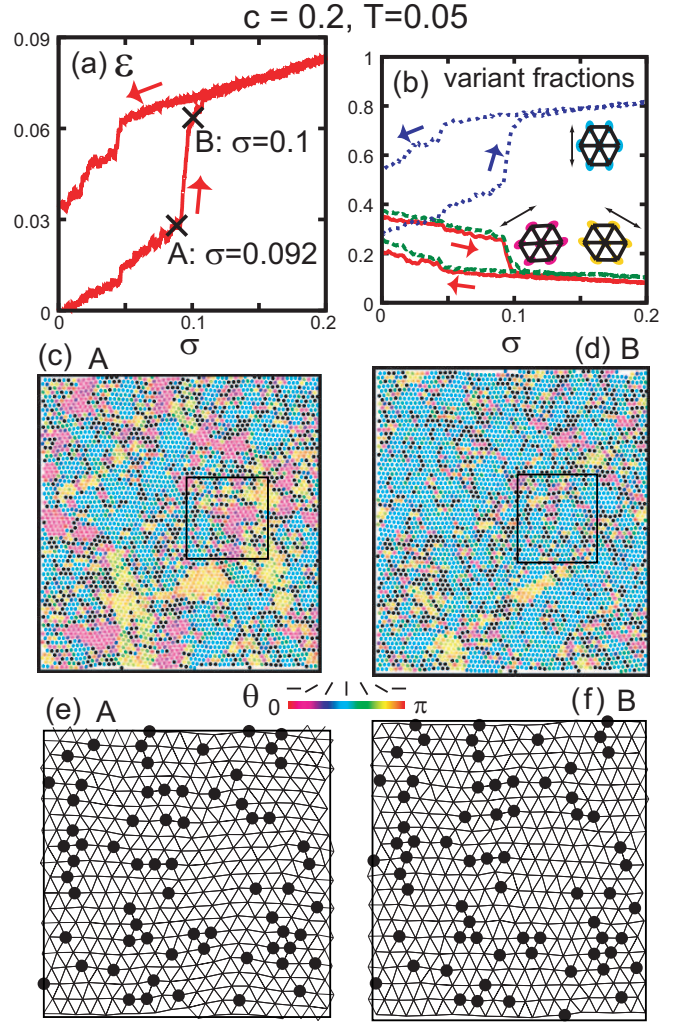 c = 0.2, T=0.05
0.09
0.06
0.03
0
(a) ε
B: σ=0.1
A: σ=0.092
0 0.1 0.2
σ
1
0.8
0.6
0.4
0.2
0
(b) variant fractions
0 0.1 0.2
σ
(c) A
(d) B
θ 0 π
(e) A
(f) B